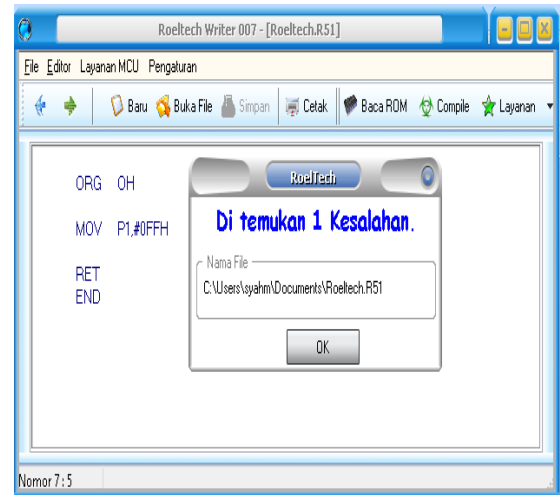 Roeltech Writer 007 - [Roeltech.R51]
File Editor Layanan MCU Pengaturan
Baru Buka File Simpan Cetak Baca ROM Compile Layanan
ORG OH
MOV P1,#0FFH
RET
END
RoelTech
Di temukan 1 Kesalahan.
Nama File
C:\Users\syahm\Documents\Roeltech.R51
OK
Nomor 7 : 5